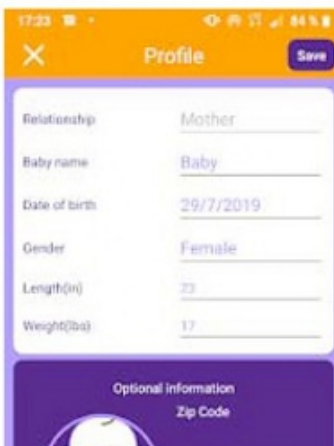 17:23 84%
Profile Save
Relationship Mother
Baby name Baby
Date of birth 29/7/2019
Gender Female
Length(in) 23
Weight(lbs) 17
Optional information
Zip Code